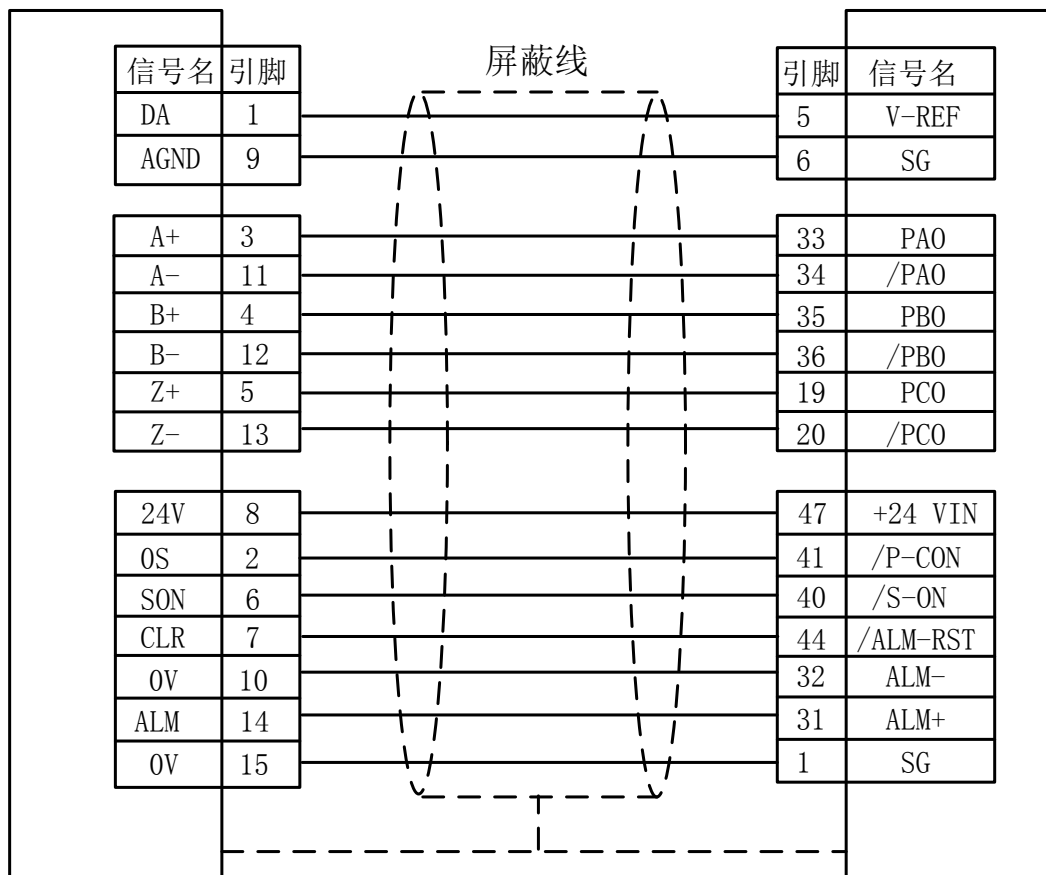 屏蔽线
信号名 引脚 引脚 信号名
DA 1 5 V-REF
AGND 9 6 SG
A+ 3 33 PAO
A- 11 34 /PAO
B+ 4 35 PBO
B- 12 36 /PBO
Z+ 5 19 PCO
Z- 13 20 /PCO
24V 8 47 +24 VIN
OS 2 41 /P-CON
SON 6 40 /S-ON
CLR 7 44 /ALM-RST
0V 10 32 ALM-
ALM 14 31 ALM+
0V 15 1 SG